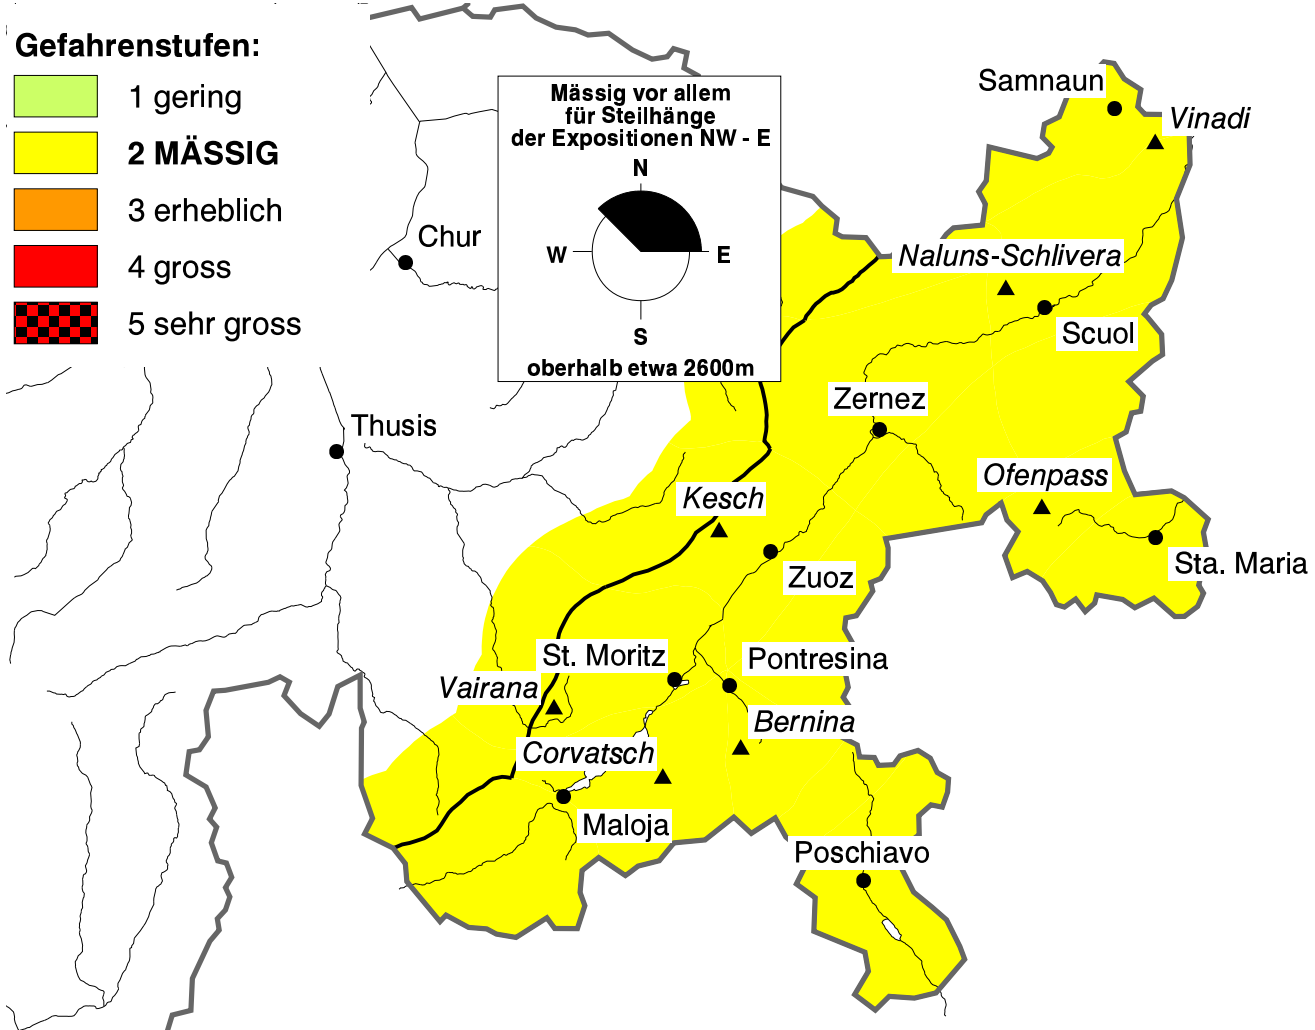 Gefahrenstufen:
1 gering
2 MÄSSIG
3 erheblich
4 gross
5 sehr gross
Mässig vor allem
für Steilhänge
der Expositionen NW - E
N
W
E
S
oberhalb etwa 2600m
Samnaun
Vinadi
Chur
Naluns-Schlivera
Scuol
Zernez
Thusis
Ofenpass
Kesch
Sta. Maria
Zuoz
St. Moritz
Pontresina
Vairana
Bernina
Corvatsch
Maloja
Poschiavo